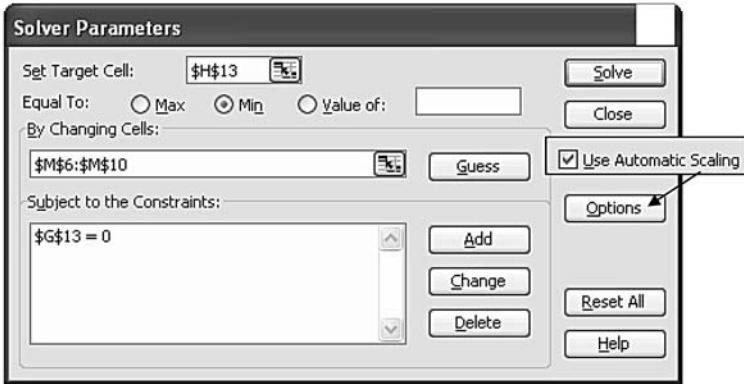 Solver Parameters
Set Target Cell: $H$13 Solve
Equal To: Max Min Value of: Close
By Changing Cells:
$M$6:$M$10 Guess Use Automatic Scaling
Subject to the Constraints: Options
$G$13 = 0 Add
Change
Reset All
Delete
Help